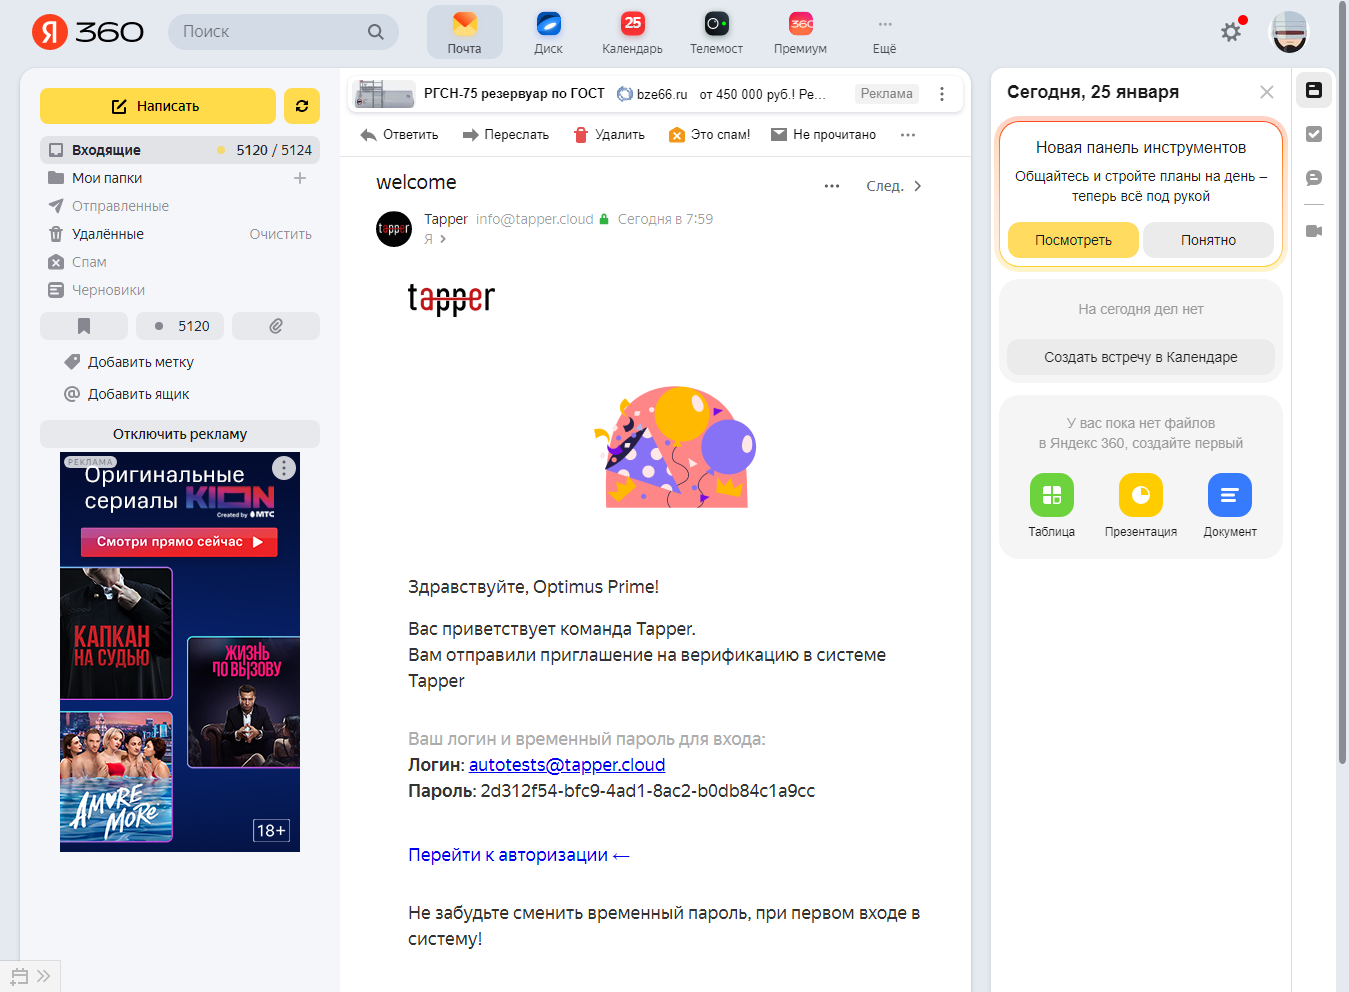 Я 360
Поиск
Почта
Диск
25
Календарь
Телемост
360
Премиум
Ещё
Написать
Входящие
5120 / 5124
Мои папки
Отправленные
Удалённые
Очистить
Спам
Черновики
5120
Добавить метку
Добавить ящик
Отключить рекламу
РЕКЛАМА
Оригинальные
сериалы KION
Created by МТС
Смотри прямо сейчас
КАПКАН
НА СУДЬЮ
ЖИЗНЬ
ПО ВЫЗОВУ
AMORE
MORE
18+
РГСН-75 резервуар по ГОСТ
bze66.ru
от 450 000 руб.! Ре...
Реклама
Ответить
Переслать
Удалить
Это спам!
Не прочитано
welcome
След.
tapper
Tapper info@tapper.cloud Сегодня в 7:59
Я
tapper
Здравствуйте, Optimus Prime!
Вас приветствует команда Tapper.
Вам отправили приглашение на верификацию в системе
Tapper
Ваш логин и временный пароль для входа:
Логин: autotests@tapper.cloud
Пароль: 2d312f54-bfc9-4ad1-8ac2-b0db84c1a9cc
Перейти к авторизации ←
Не забудьте сменить временный пароль, при первом входе в
систему!
Сегодня, 25 января
Новая панель инструментов
Общайтесь и стройте планы на день –
теперь всё под рукой
Посмотреть
Понятно
На сегодня дел нет
Создать встречу в Календаре
У вас пока нет файлов
в Яндекс 360, создайте первый
Таблица
Презентация
Документ